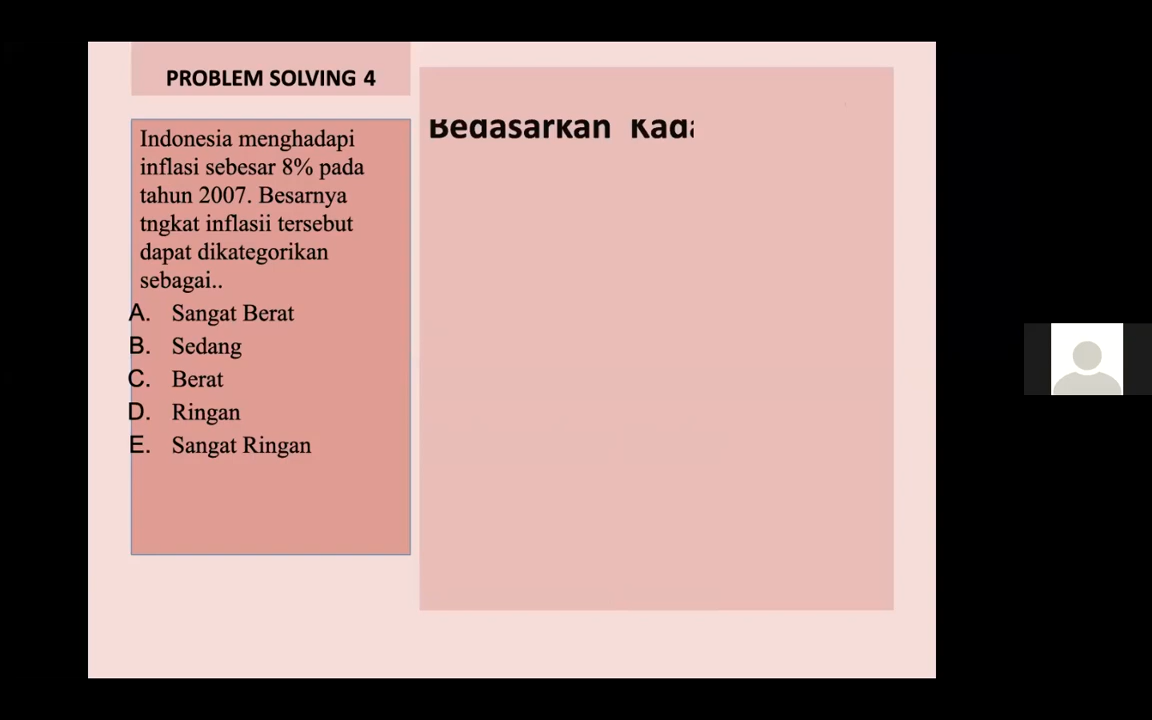 PROBLEM SOLVING 4
Indonesia menghadapi
inflasi sebesar 8% pada
tahun 2007. Besarnya
tngkat inflasii tersebut
dapat dikategorikan
sebagai..
A. Sangat Berat
B. Sedang
C. Berat
D. Ringan
E. Sangat Ringan
Bedasarkan Kad